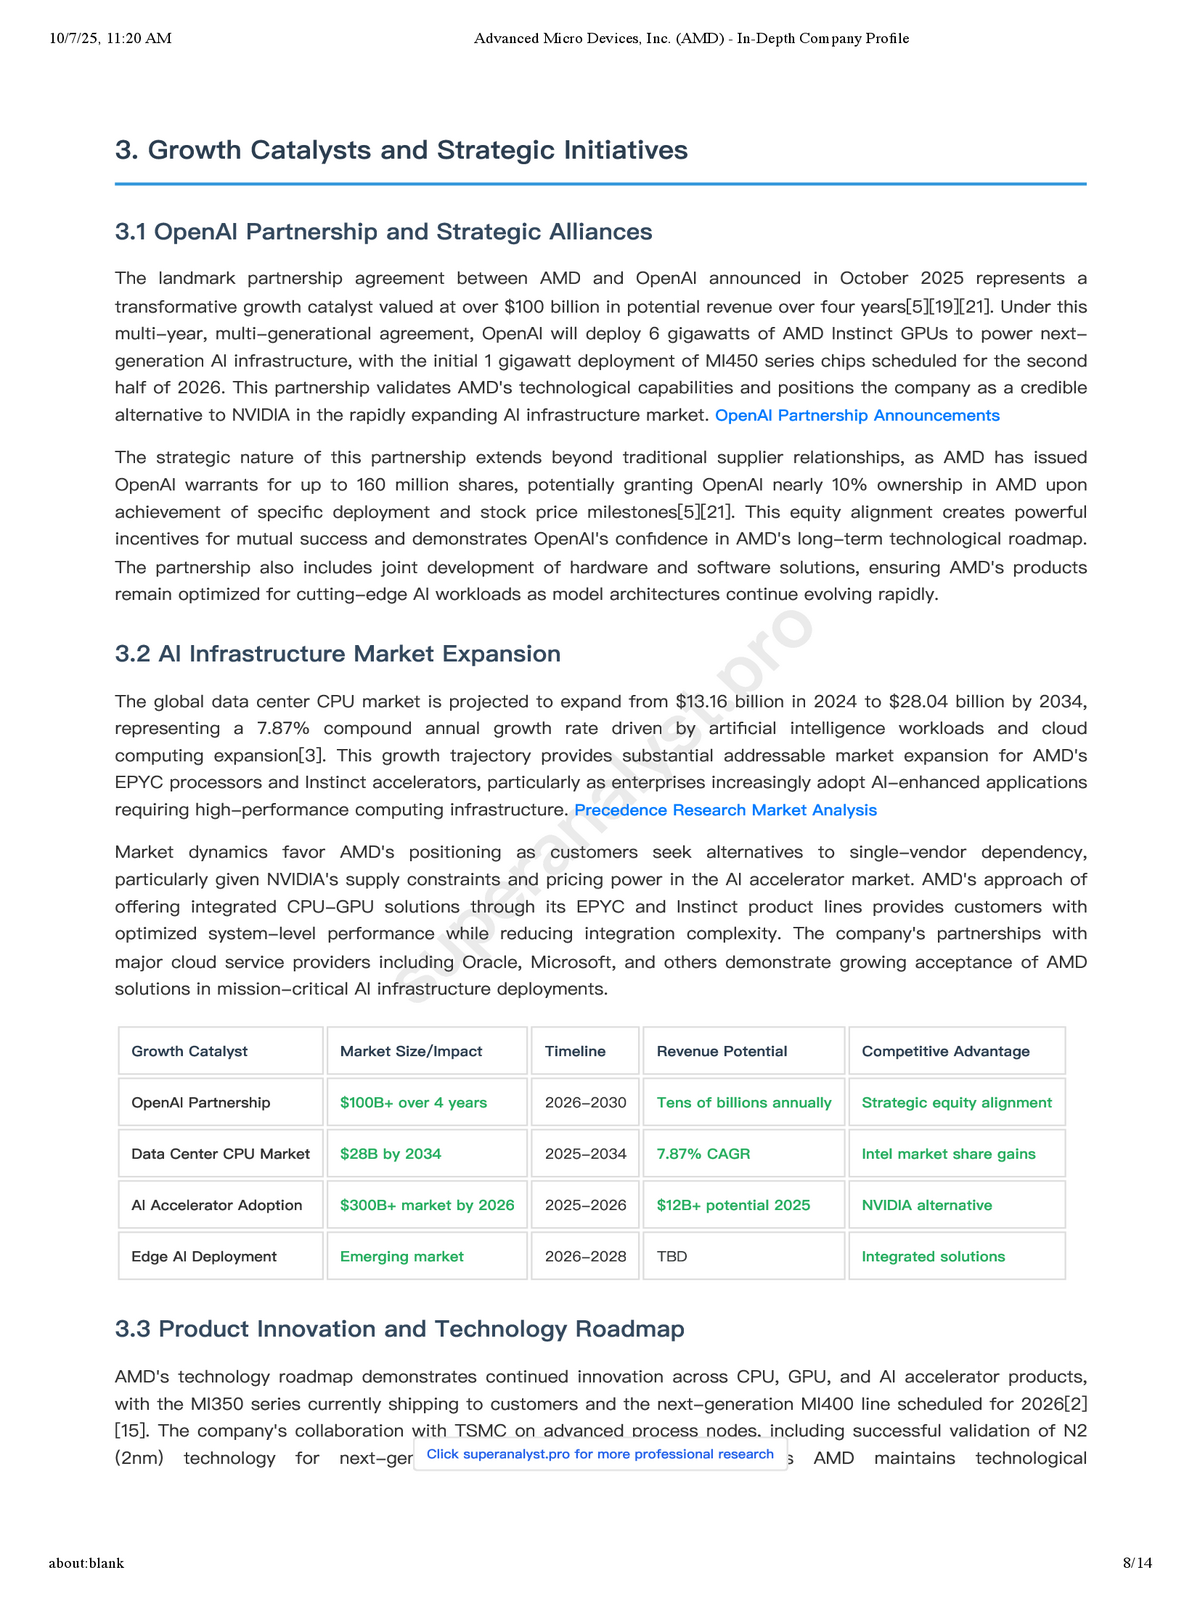 10/7/25, 11:20 AM
Advanced Micro Devices, Inc. (AMD) - In-Depth Company Profile
3. Growth Catalysts and Strategic Initiatives
3.1 OpenAI Partnership and Strategic Alliances
The landmark partnership agreement between AMD and OpenAI announced in October 2025 represents a
transformative growth catalyst valued at over $100 billion in potential revenue over four years[5][19][21]. Under this
multi-year, multi-generational agreement, OpenAI will deploy 6 gigawatts of AMD Instinct GPUs to power next-
generation AI infrastructure, with the initial 1 gigawatt deployment of MI450 series chips scheduled for the second
half of 2026. This partnership validates AMD's technological capabilities and positions the company as a credible
alternative to NVIDIA in the rapidly expanding AI infrastructure market. OpenAI Partnership Announcements
The strategic nature of this partnership extends beyond traditional supplier relationships, as AMD has issued
OpenAI warrants for up to 160 million shares, potentially granting OpenAI nearly 10% ownership in AMD upon
achievement of specific deployment and stock price milestones[5][21]. This equity alignment creates powerful
incentives for mutual success and demonstrates OpenAI's confidence in AMD's long-term technological roadmap.
The partnership also includes joint development of hardware and software solutions, ensuring AMD's products
remain optimized for cutting-edge AI workloads as model architectures continue evolving rapidly.
3.2 AI Infrastructure Market Expansion
The global data center CPU market is projected to expand from $13.16 billion in 2024 to $28.04 billion by 2034,
representing a 7.87% compound annual growth rate driven by artificial intelligence workloads and cloud
computing expansion[3]. This growth trajectory provides substantial addressable market expansion for AMD's
EPYC processors and Instinct accelerators, particularly as enterprises increasingly adopt AI-enhanced applications
requiring high-performance computing infrastructure. Precedence Research Market Analysis
Market dynamics favor AMD's positioning as customers seek alternatives to single-vendor dependency,
particularly given NVIDIA's supply constraints and pricing power in the AI accelerator market. AMD's approach of
offering integrated CPU-GPU solutions through its EPYC and Instinct product lines provides customers with
optimized system-level performance while reducing integration complexity. The company's partnerships with
major cloud service providers including Oracle, Microsoft, and others demonstrate growing acceptance of AMD
solutions in mission-critical AI infrastructure deployments.
superanalyst.pro
Growth Catalyst Market Size/Impact Timeline Revenue Potential Competitive Advantage
OpenAI Partnership $100B+ over 4 years 2026-2030 Tens of billions annually Strategic equity alignment
Data Center CPU Market $28B by 2034 2025-2034 7.87% CAGR Intel market share gains
AI Accelerator Adoption $300B+ market by 2026 2025-2026 $12B+ potential 2025 NVIDIA alternative
Edge AI Deployment Emerging market 2026-2028 TBD Integrated solutions
3.3 Product Innovation and Technology Roadmap
AMD's technology roadmap demonstrates continued innovation across CPU, GPU, and AI accelerator products,
with the MI350 series currently shipping to customers and the next-generation MI400 line scheduled for 2026[2]
[15]. The company's collaboration with TSMC on advanced process nodes, including successful validation of N2
(2nm) technology for AMD maintains technological
Click superanalyst.pro for more professional research
about:blank
8/14